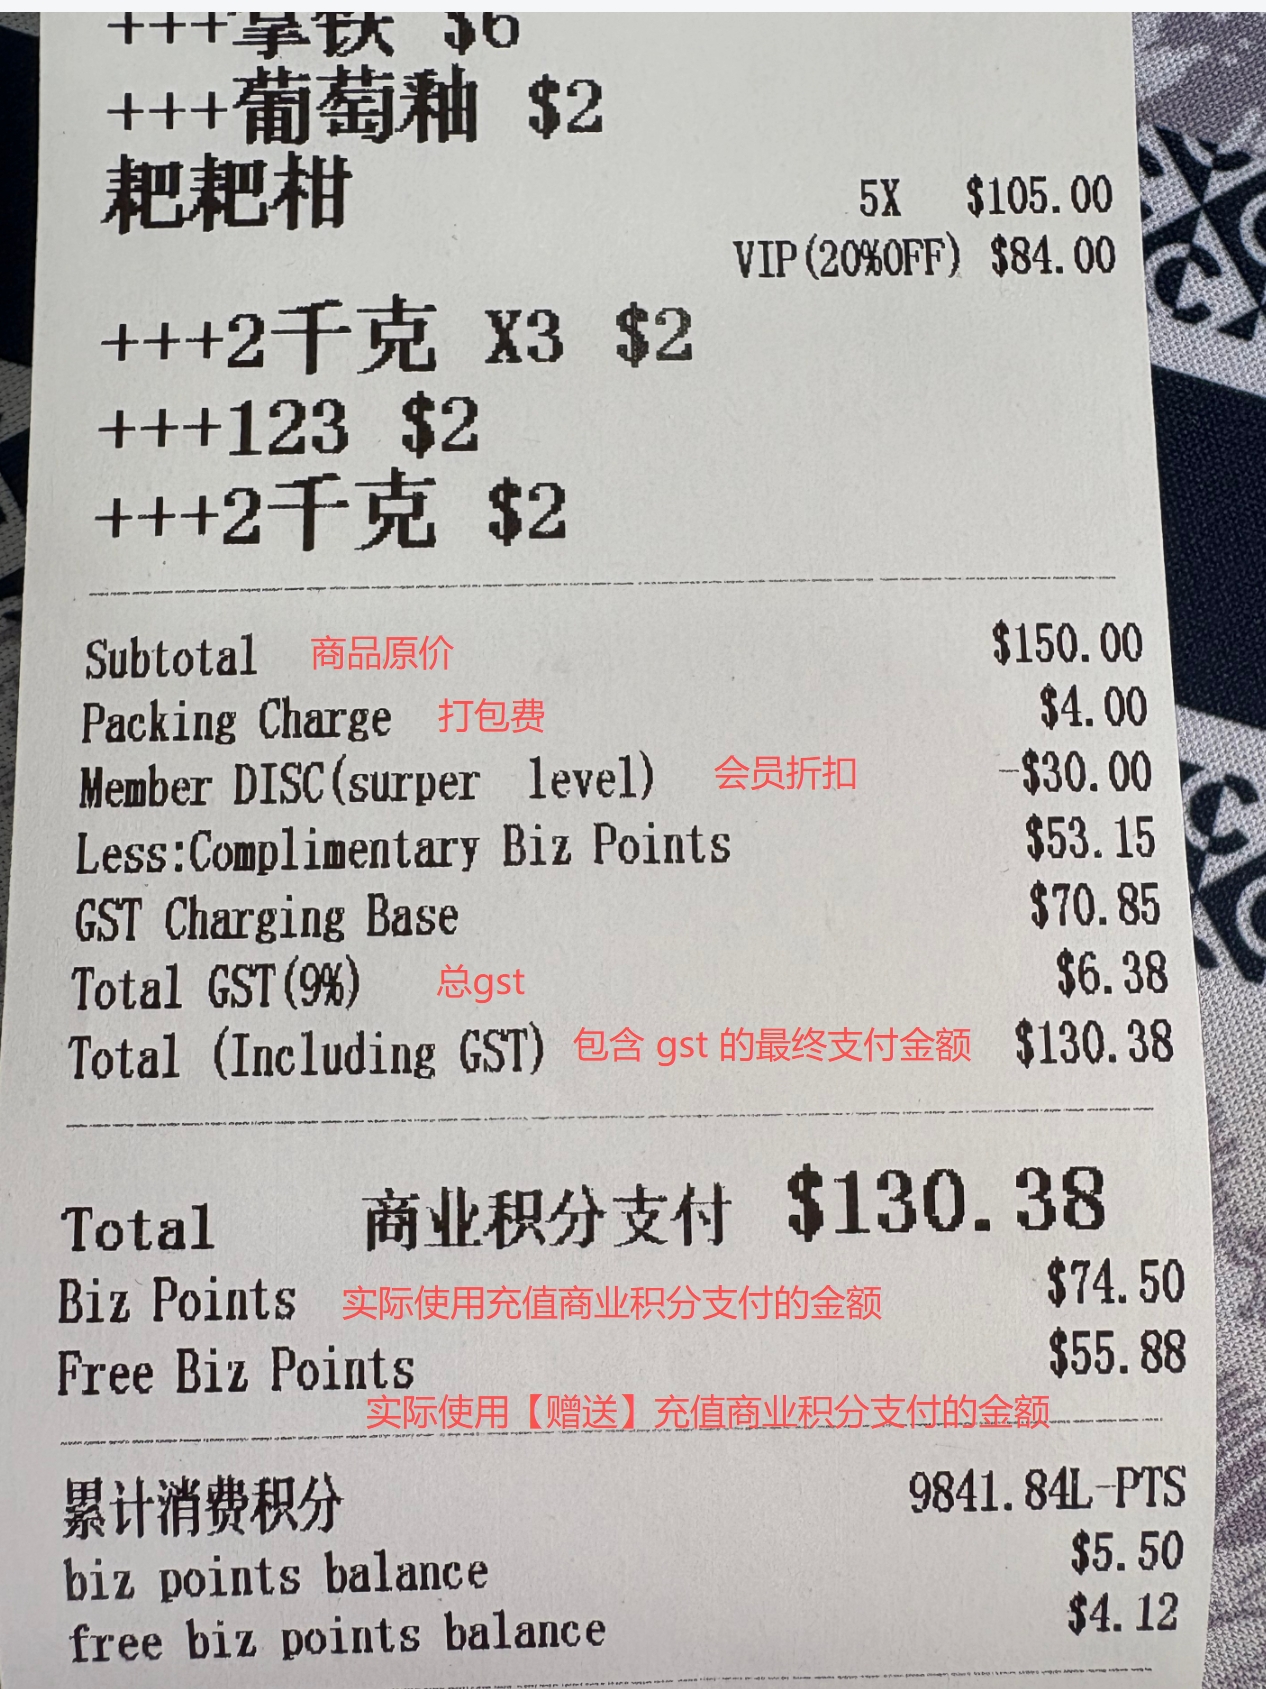 +++拿铁 $6
+++葡萄釉 $2
耙耙柑
5X $105.00
VIP(20%OFF) $84.00
+++2千克 X3 $2
+++123 $2
+++2千克 $2
Subtotal 商品原价 $150.00
Packing Charge 打包费 $4.00
Member DISC(surper level) 会员折扣 -$30.00
Less:Complimentary Biz Points $53.15
GST Charging Base $70.85
Total GST(9%) 总gst $6.38
Total (Including GST) 包含 gst 的最终支付金额 $130.38
Total 商业积分支付 $130.38
Biz Points 实际使用充值商业积分支付的金额 $74.50
Free Biz Points $55.88
实际使用【赠送】充值商业积分支付的金额
累计消费积分 9841.84L-PTS
biz points balance $5.50
free biz points balance $4.12